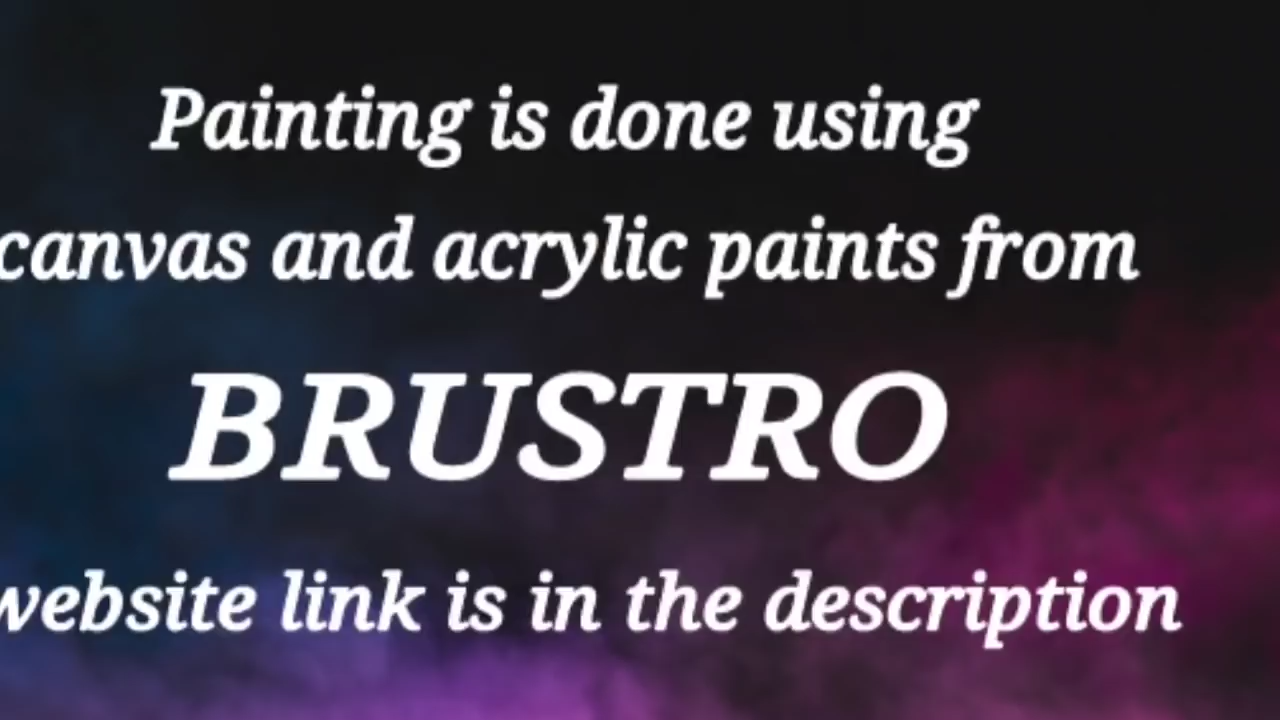 Painting is done using
canvas and acrylic paints from
BRUSTRO
website link is in the description